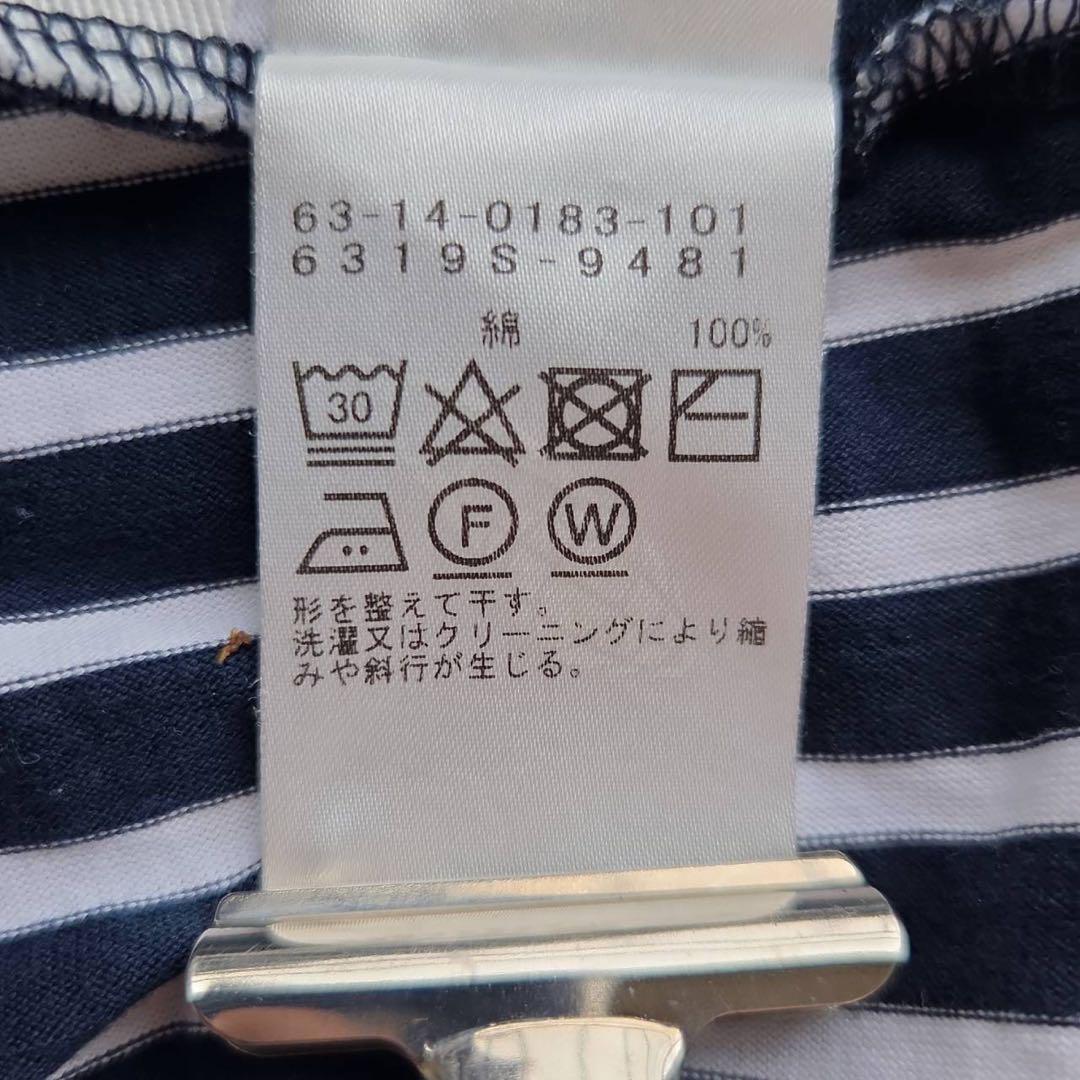 63-14-0183-101
6319S-9481
綿 100%
30
F W
形を整えて干す。
洗濯又はクリーニングにより縮
みや斜行が生じる。